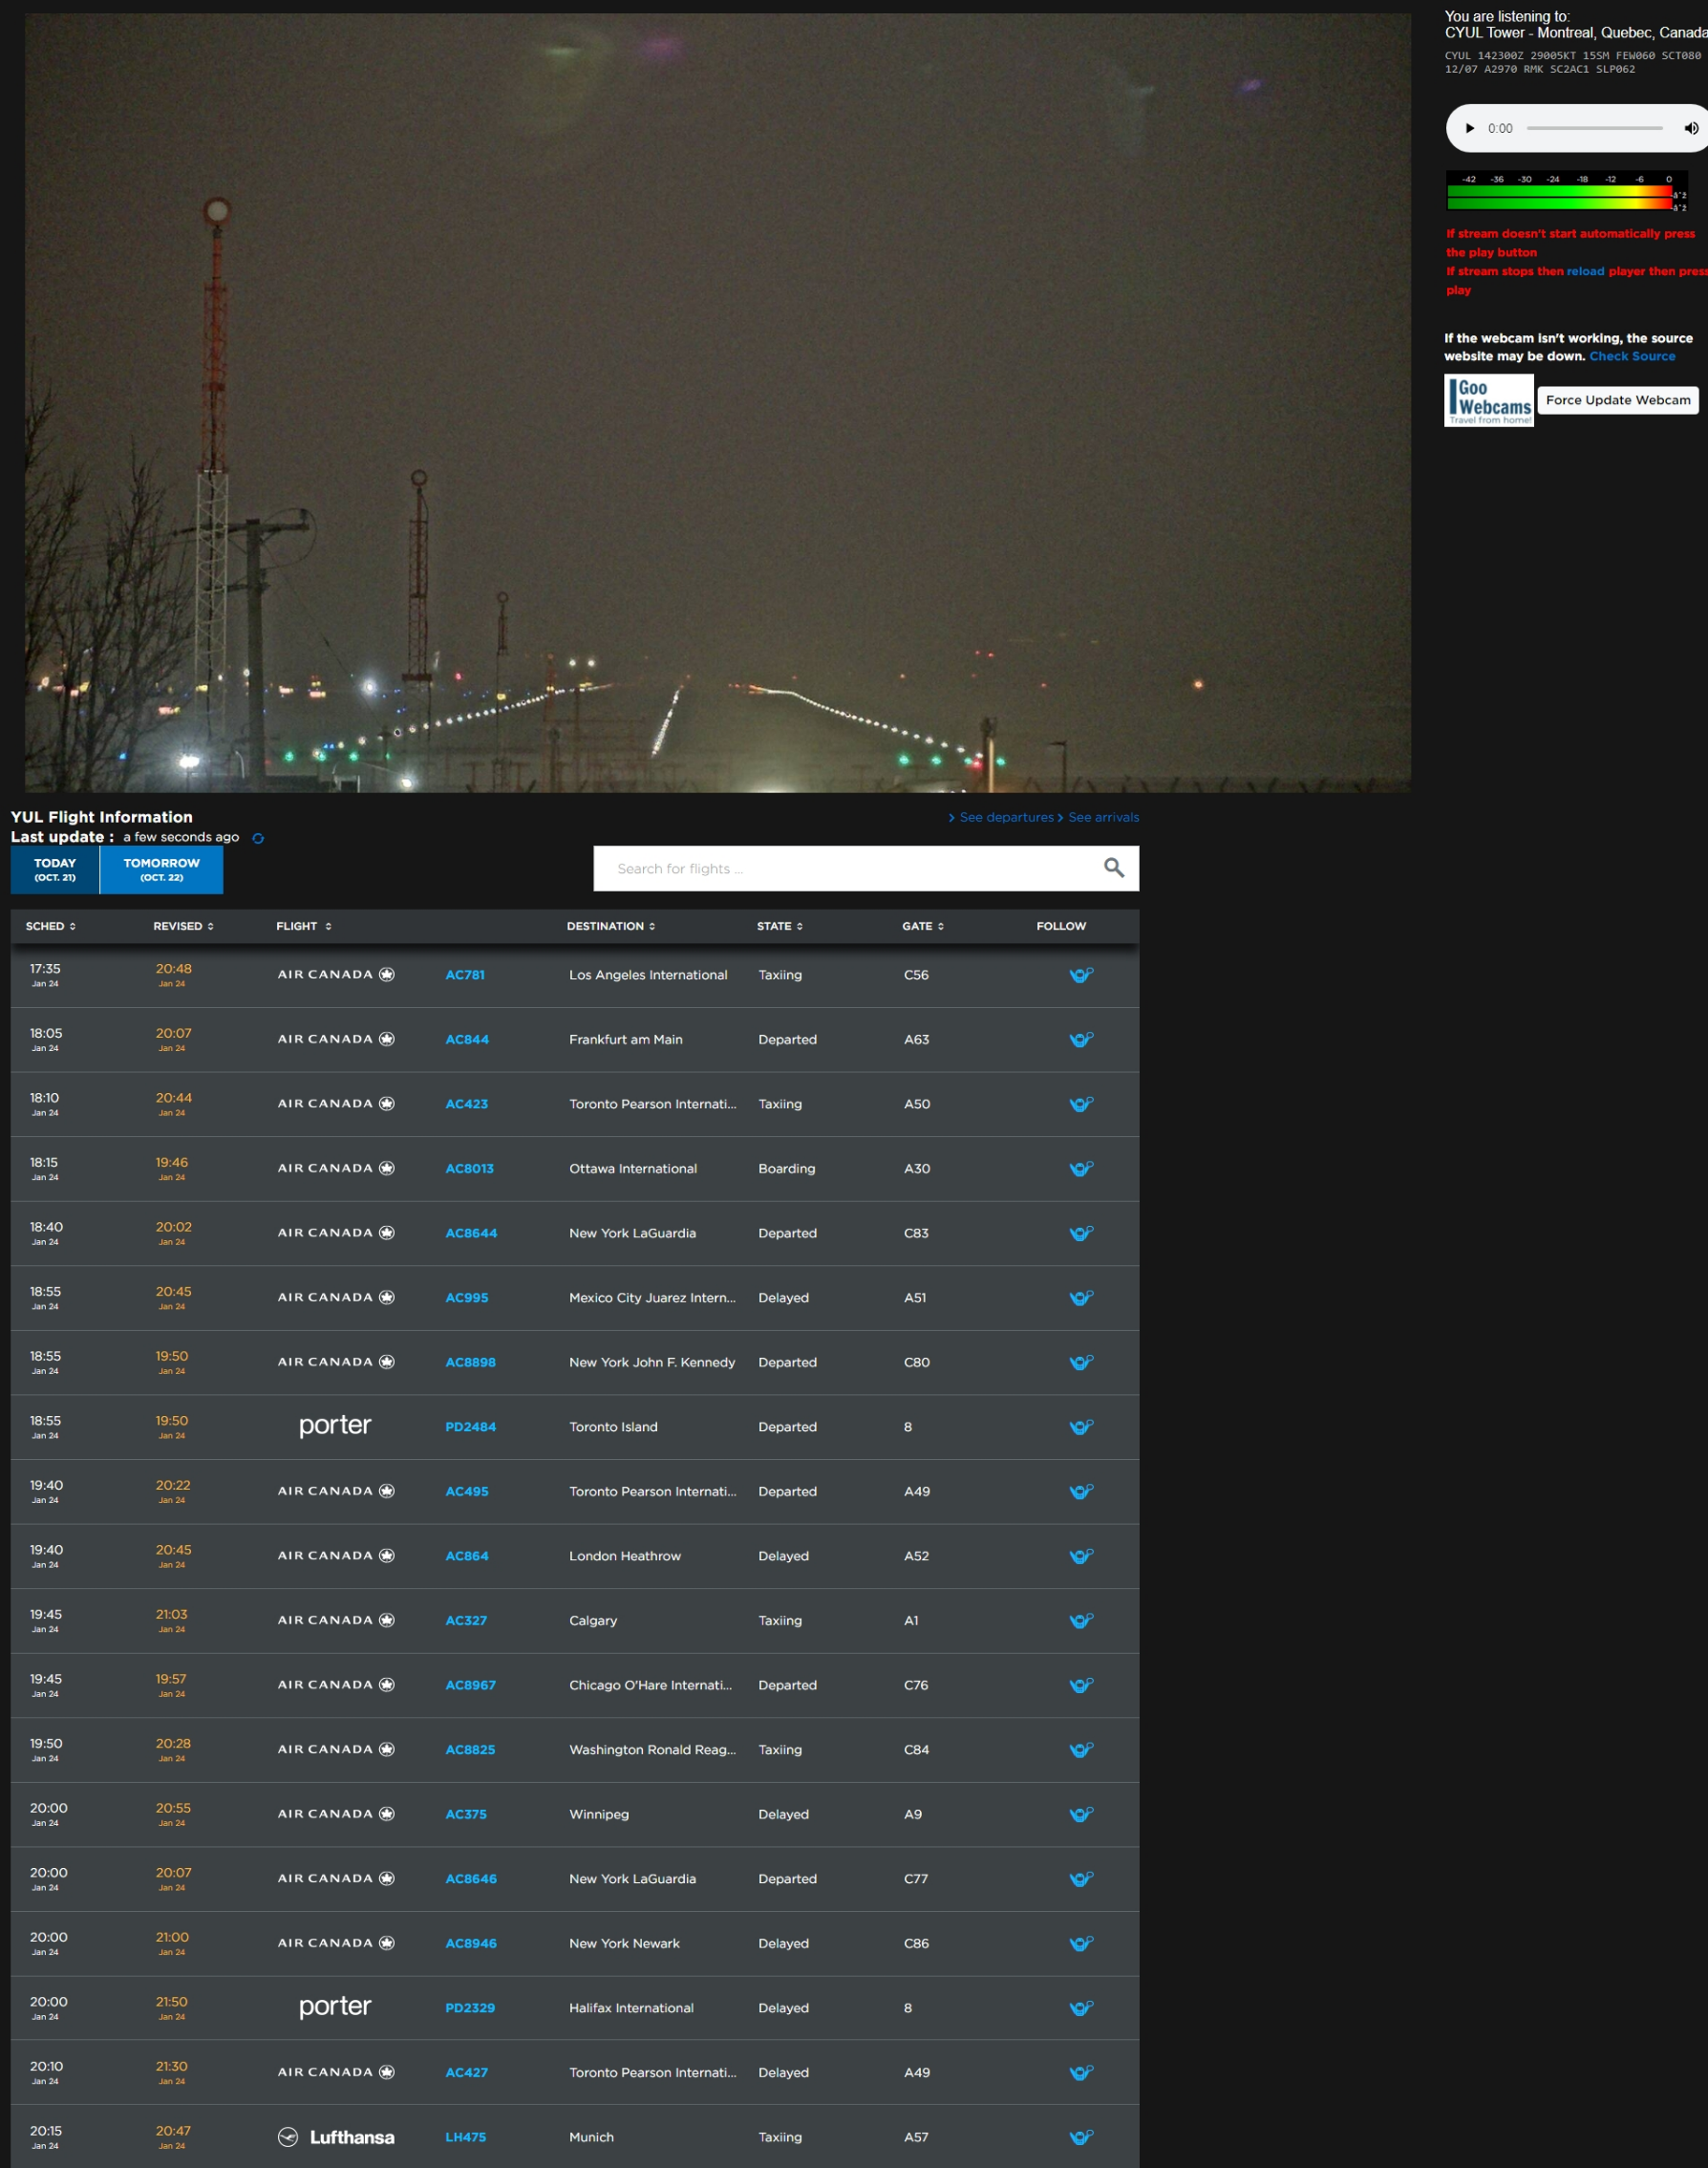 You are listening to:
CYUL Tower - Montreal, Quebec, Canada
CYUL 142300Z 29005KT 15SM FEW060 SCT080
12/07 A2970 RMK SC2AC1 SLP062
0:00
-42 -36 -30 -24 -18 -12 -6 0
-â^ž
-â^ž
If stream doesn't start automatically press
the play button
If stream stops then reload player then press
play
If the webcam isn't working, the source
website may be down. Check Source
Goo
Webcams
Travel from home!
Force Update Webcam
YUL Flight Information
> See departures > See arrivals
Last update : a few seconds ago
TODAY
(OCT. 21)
TOMORROW
(OCT. 22)
Search for flights ...
SCHED REVISED FLIGHT DESTINATION STATE GATE FOLLOW
17:35 20:48 AIR CANADA AC781 Los Angeles International Taxiing C56
Jan 24 Jan 24
18:05 20:07 AIR CANADA AC844 Frankfurt am Main Departed A63
Jan 24 Jan 24
18:10 20:44 AIR CANADA AC423 Toronto Pearson Internati... Taxiing A50
Jan 24 Jan 24
18:15 19:46 AIR CANADA AC8013 Ottawa International Boarding A30
Jan 24 Jan 24
18:40 20:02 AIR CANADA AC8644 New York LaGuardia Departed C83
Jan 24 Jan 24
18:55 20:45 AIR CANADA AC995 Mexico City Juarez Intern... Delayed A51
Jan 24 Jan 24
18:55 19:50 AIR CANADA AC8898 New York John F. Kennedy Departed C80
Jan 24 Jan 24
18:55 19:50 porter PD2484 Toronto Island Departed 8
Jan 24 Jan 24
19:40 20:22 AIR CANADA AC495 Toronto Pearson Internati... Departed A49
Jan 24 Jan 24
19:40 20:45 AIR CANADA AC864 London Heathrow Delayed A52
Jan 24 Jan 24
19:45 21:03 AIR CANADA AC327 Calgary Taxiing A1
Jan 24 Jan 24
19:45 19:57 AIR CANADA AC8967 Chicago O'Hare Internati... Departed C76
Jan 24 Jan 24
19:50 20:28 AIR CANADA AC8825 Washington Ronald Reag... Taxiing C84
Jan 24 Jan 24
20:00 20:55 AIR CANADA AC375 Winnipeg Delayed A9
Jan 24 Jan 24
20:00 20:07 AIR CANADA AC8646 New York LaGuardia Departed C77
Jan 24 Jan 24
20:00 21:00 AIR CANADA AC8946 New York Newark Delayed C86
Jan 24 Jan 24
20:00 21:50 porter PD2329 Halifax International Delayed 8
Jan 24 Jan 24
20:10 21:30 AIR CANADA AC427 Toronto Pearson Internati... Delayed A49
Jan 24 Jan 24
20:15 20:47 Lufthansa LH475 Munich Taxiing A57
Jan 24 Jan 24